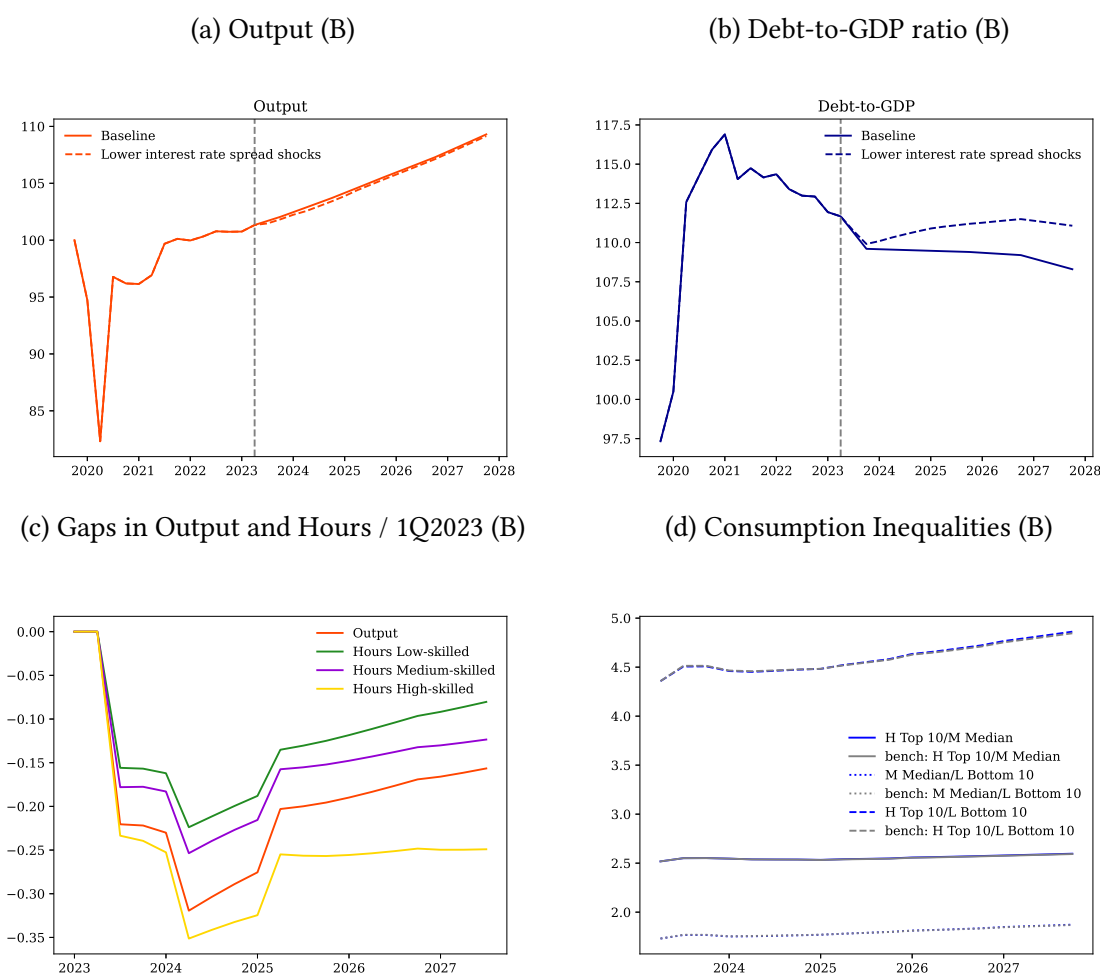 (a) Output (B)
(b) Debt-to-GDP ratio (B)
Output
110
105
100
95
90
85
Baseline
Lower interest rate spread shocks
2020 2021 2022 2023 2024 2025 2026 2027 2028
Debt-to-GDP
117.5
115.0
112.5
110.0
107.5
105.0
102.5
100.0
97.5
Baseline
Lower interest rate spread shocks
2020 2021 2022 2023 2024 2025 2026 2027 2028
(c) Gaps in Output and Hours / 1Q2023 (B)
(d) Consumption Inequalities (B)
0.00
−0.05
−0.10
−0.15
−0.20
−0.25
−0.30
−0.35
Output
Hours Low-skilled
Hours Medium-skilled
Hours High-skilled
2023 2024 2025 2026 2027
5.0
4.5
4.0
3.5
3.0
2.5
2.0
H Top 10/M Median
bench: H Top 10/M Median
M Median/L Bottom 10
bench: M Median/L Bottom 10
H Top 10/L Bottom 10
bench: H Top 10/L Bottom 10
2024 2025 2026 2027